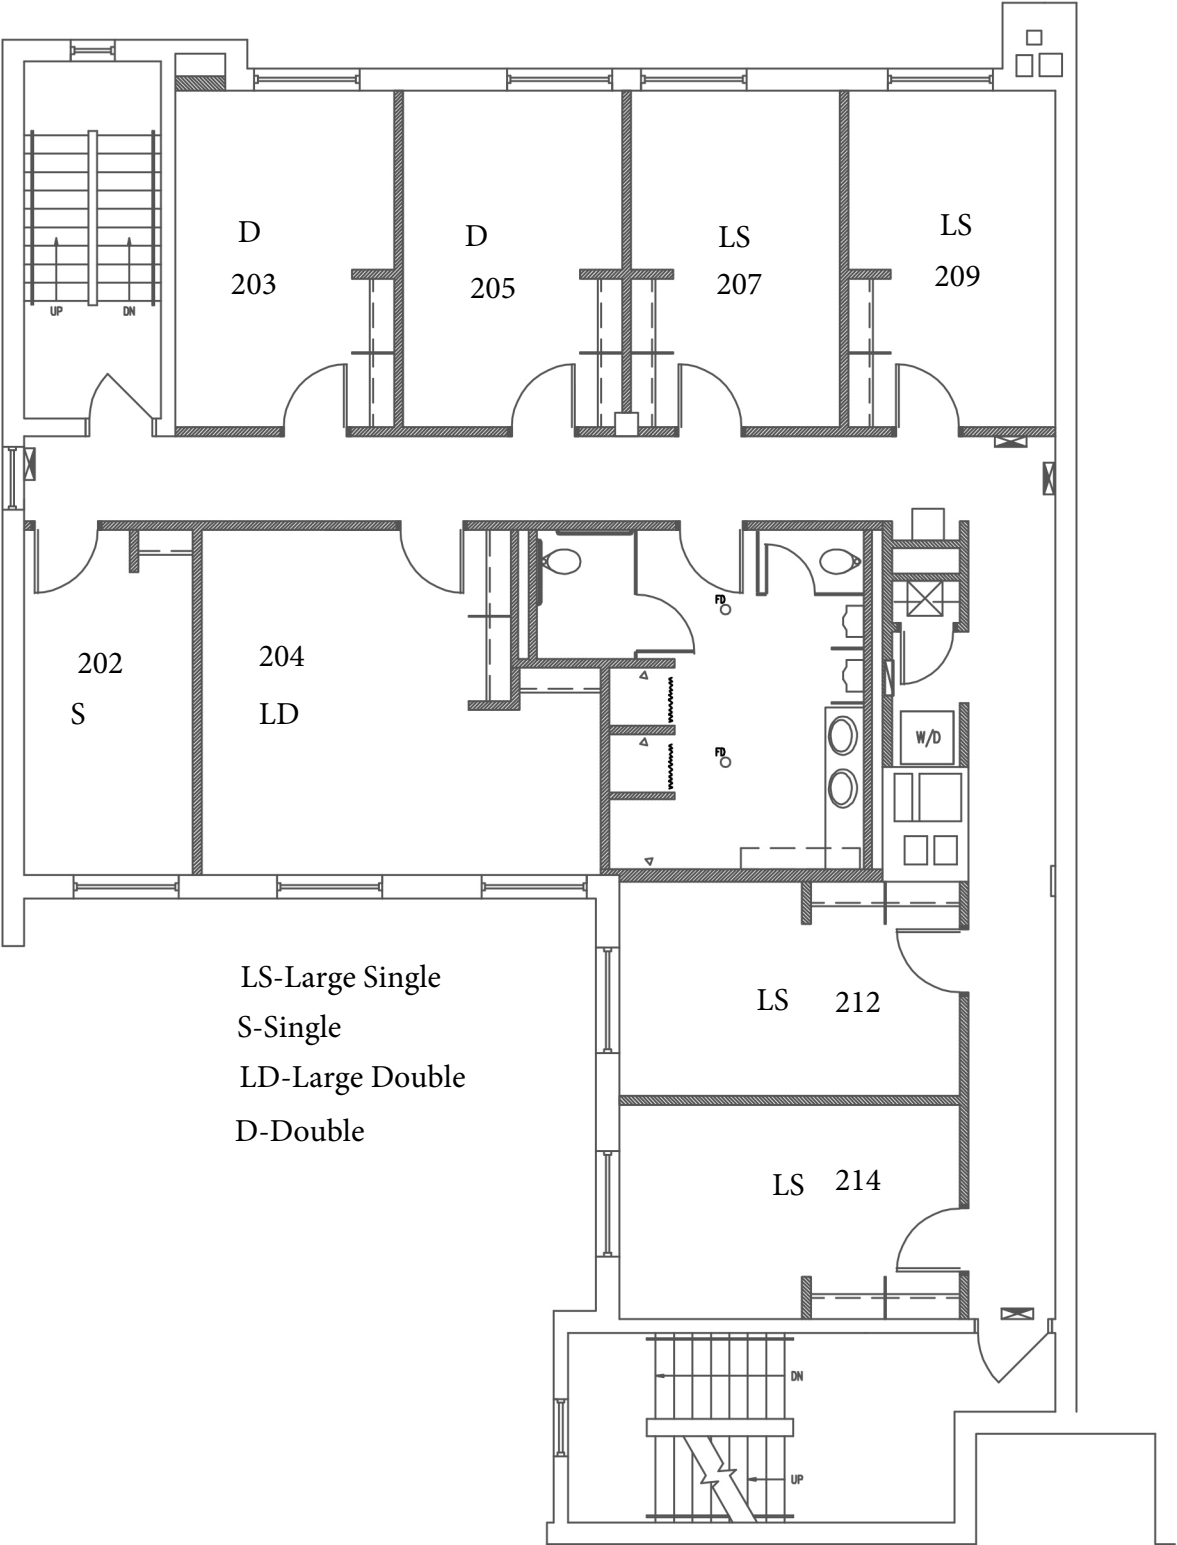 D
203
D
205
LS
207
LS
209
UP
DN
202
S
204
LD
FD
FD
W/D
LS-Large Single
S-Single
LD-Large Double
D-Double
LS 212
LS 214
DN
UP